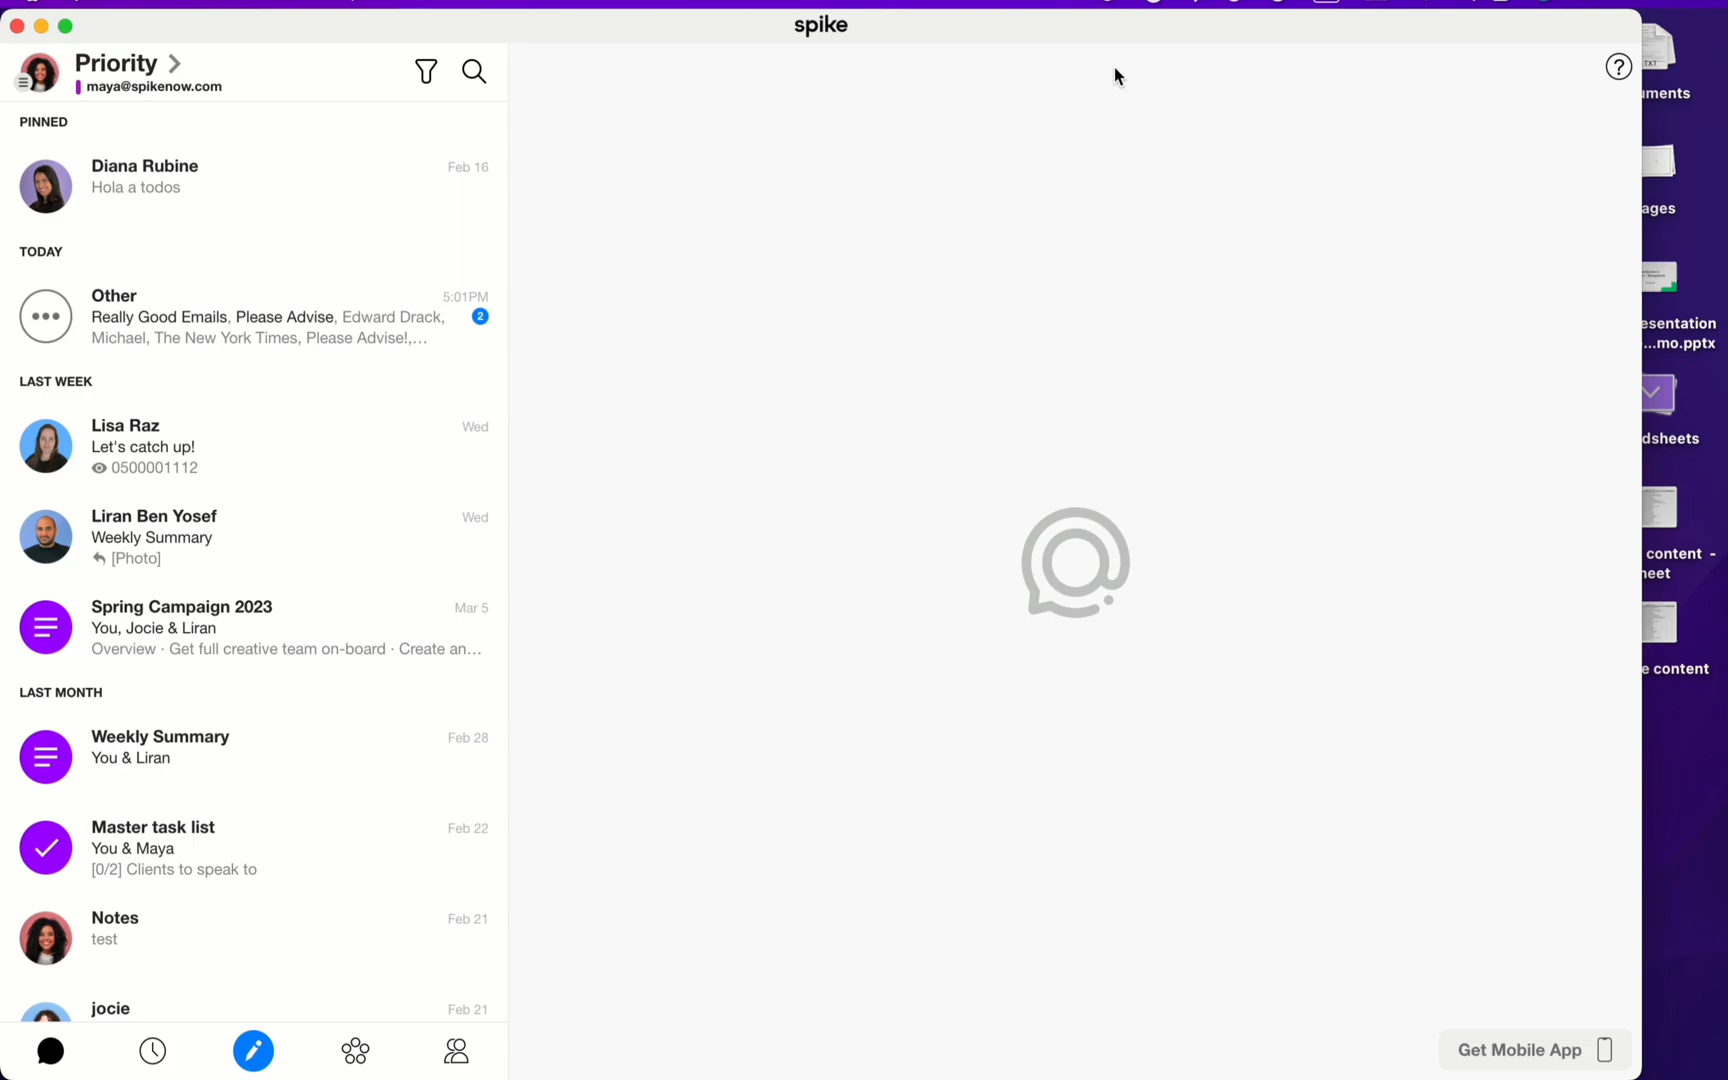 spike
Priority
maya@spikenow.com
PINNED
Diana Rubine
Feb 16
Hola a todos
TODAY
Other
5:01PM
Really Good Emails, Please Advise, Edward Drack,
2
Michael, The New York Times, Please Advise!,...
LAST WEEK
Lisa Raz
Wed
Let's catch up!
0500001112
Liran Ben Yosef
Wed
Weekly Summary
[Photo]
Spring Campaign 2023
Mar 5
You, Jocie & Liran
Overview · Get full creative team on-board · Create an...
LAST MONTH
Weekly Summary
Feb 28
You & Liran
Master task list
Feb 22
You & Maya
[0/2] Clients to speak to
Notes
Feb 21
test
jocie
Feb 21
?
Get Mobile App
.TXT
uments
ages
esentation
...mo.pptx
dsheets
content -
heet
e content